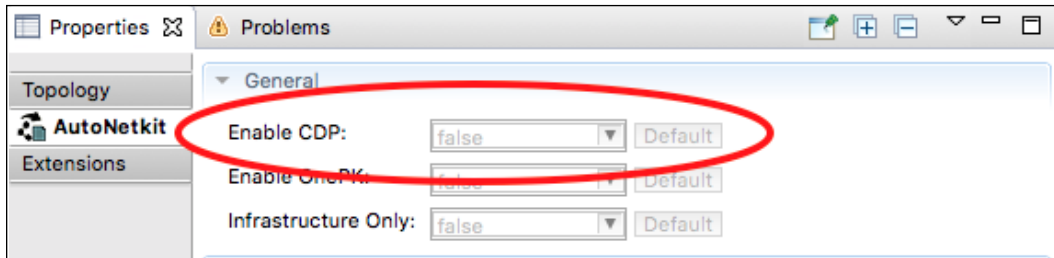 Properties Problems
General
Topology
AutoNetkit
Extensions
Enable CDP: false Default
Enable OnePK: false Default
Infrastructure Only: false Default